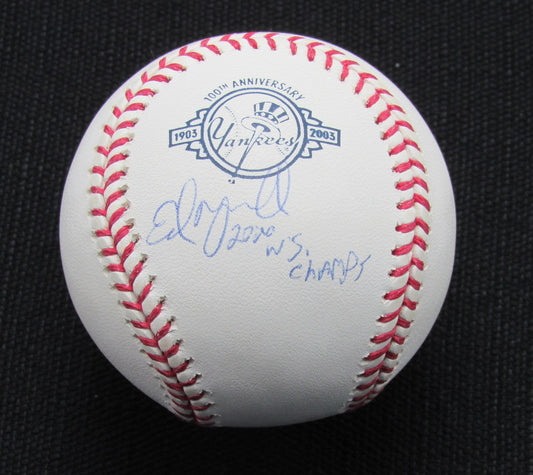 100TH ANNIVERSARY
1903 Yankees 2003
2000 W.S.
CHAMPS